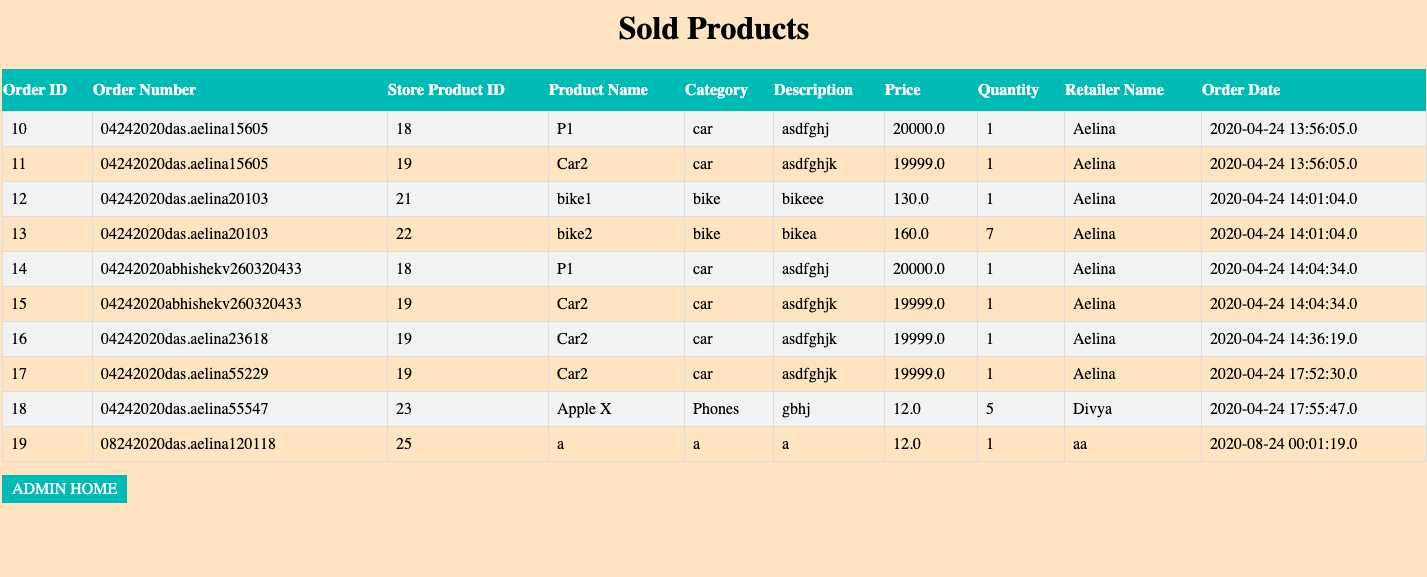 Sold Products
Order ID Order Number Store Product ID Product Name Category Description Price Quantity Retailer Name Order Date
10 04242020das.aelina15605 18 P1 car asdfghj 20000.0 1 Aelina 2020-04-24 13:56:05.0
11 04242020das.aelina15605 19 Car2 car asdfghjk 19999.0 1 Aelina 2020-04-24 13:56:05.0
12 04242020das.aelina20103 21 bike1 bike bikeee 130.0 1 Aelina 2020-04-24 14:01:04.0
13 04242020das.aelina20103 22 bike2 bike bikea 160.0 7 Aelina 2020-04-24 14:01:04.0
14 04242020abhishekv260320433 18 P1 car asdfghj 20000.0 1 Aelina 2020-04-24 14:04:34.0
15 04242020abhishekv260320433 19 Car2 car asdfghjk 19999.0 1 Aelina 2020-04-24 14:04:34.0
16 04242020das.aelina23618 19 Car2 car asdfghjk 19999.0 1 Aelina 2020-04-24 14:36:19.0
17 04242020das.aelina55229 19 Car2 car asdfghjk 19999.0 1 Aelina 2020-04-24 17:52:30.0
18 04242020das.aelina55547 23 Apple X Phones gbhj 12.0 5 Divya 2020-04-24 17:55:47.0
19 08242020das.aelina120118 25 a a a 12.0 1 aa 2020-08-24 00:01:19.0
ADMIN HOME